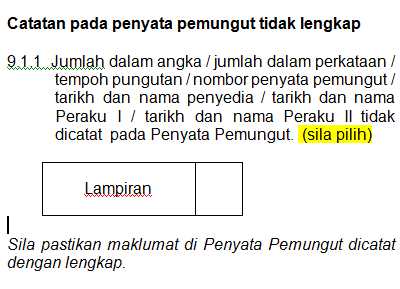 Catatan pada penyata pemungut tidak lengkap
9.1.1 Jumlah dalam angka / jumlah dalam perkataan /
tempoh pungutan / nombor penyata pemungut /
tarikh dan nama penyedia / tarikh dan nama
Peraku I / tarikh dan nama Peraku II tidak
dicatat pada Penyata Pemungut. (sila pilih)
Lampiran
Sila pastikan maklumat di Penyata Pemungut dicatat
dengan lengkap.